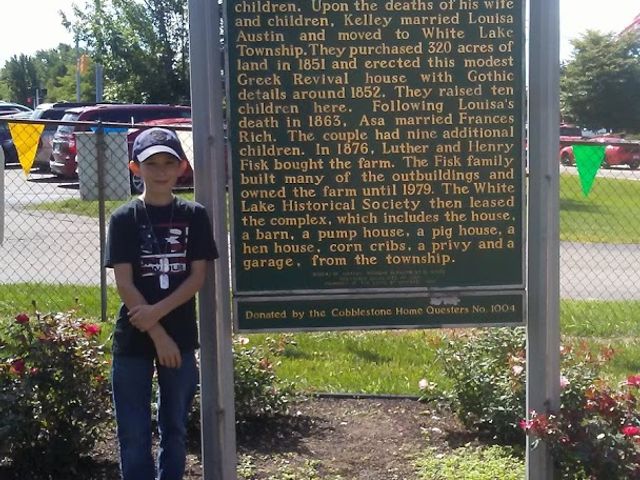 children. Upon the deaths of his wife
and children, Kelley married Louisa
Austin and moved to White Lake
Township. They purchased 320 acres of
land in 1851 and erected this modest
Greek Revival house with Gothic
details around 1852. They raised ten
children here. Following Louisa's
death in 1863, Asa married Frances
Rich. The couple had nine additional
children. In 1876, Luther and Henry
Fisk bought the farm. The Fisk family
built many of the outbuildings and
owned the farm until 1979. The White
Lake Historical Society then leased
the complex, which includes the house,
a barn, a pump house, a pig house, a
hen house, corn cribs, a privy and a
garage, from the township.
Donated by the Cobblestone Home Questers No. 1004